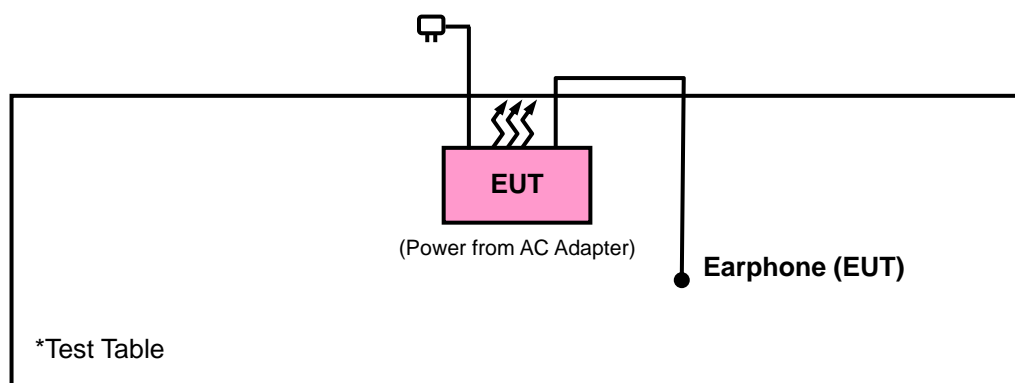 EUT
(Power from AC Adapter)
Earphone (EUT)
*Test Table